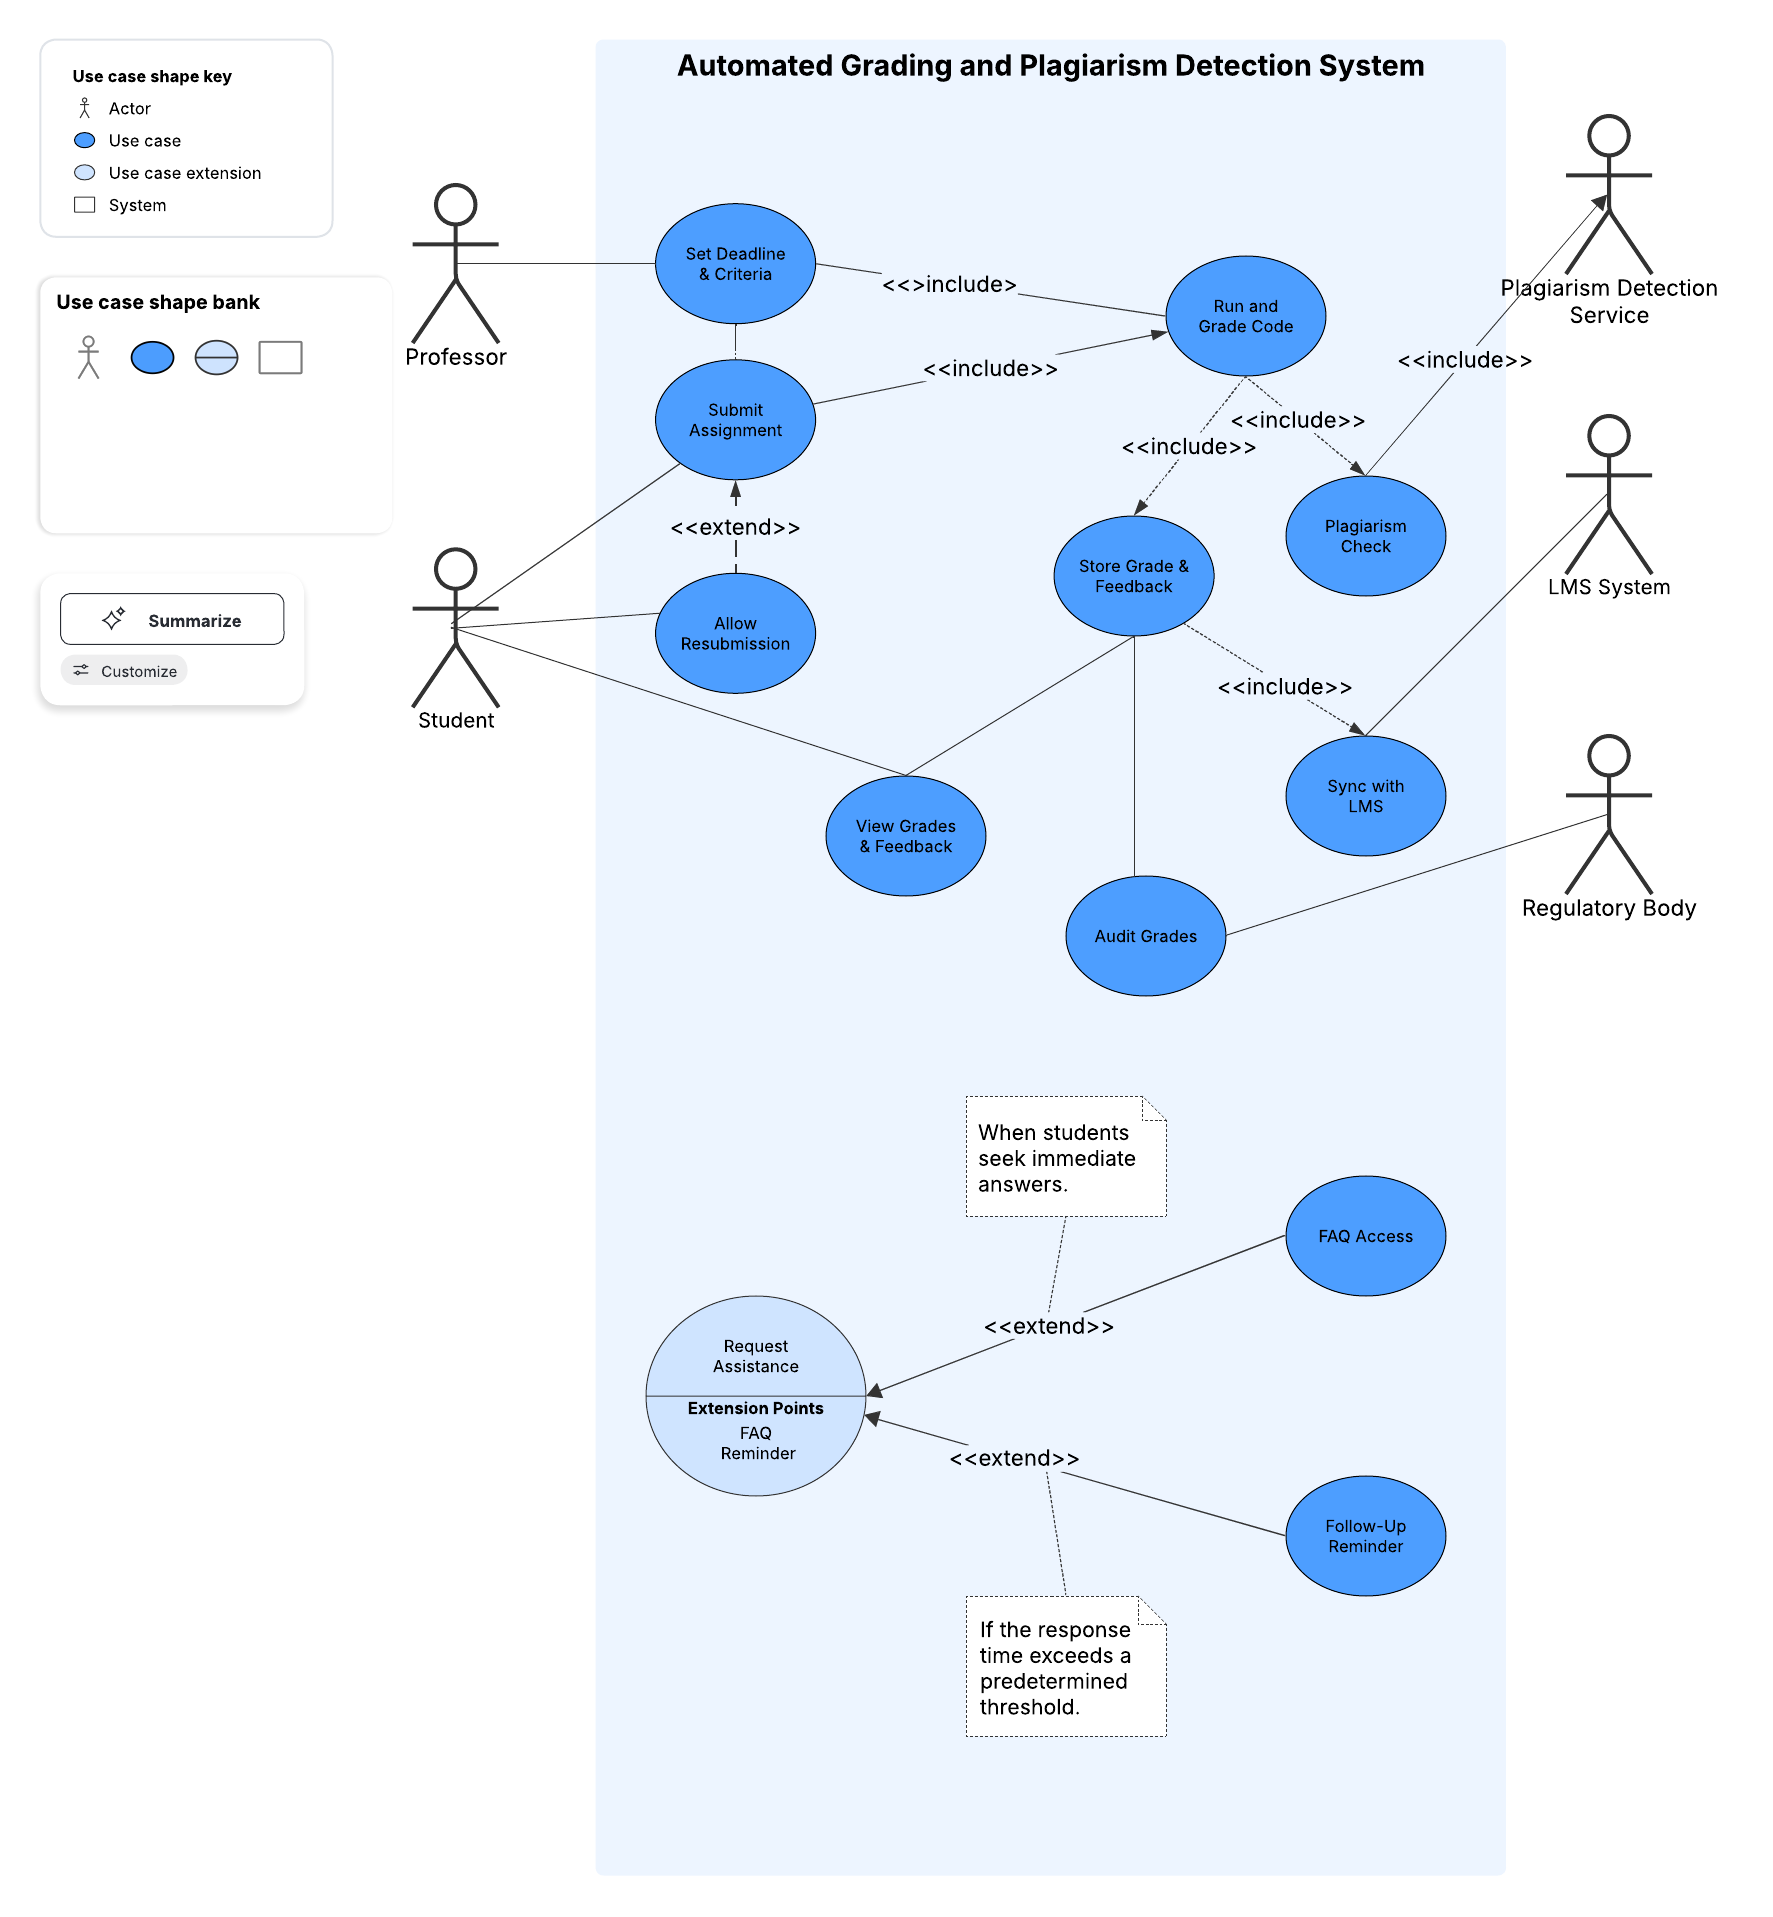 Use case shape key
Actor
Use case
Use case extension
System
Use case shape bank
Summarize
Customize
Automated Grading and Plagiarism Detection System
Professor
Student
Set Deadline
& Criteria
<<>include>
Run and
Grade Code
<<include>>
Submit
Assignment
<<extend>>
Allow
Resubmission
<<include>>
<<include>>
Plagiarism Detection
Service
<<include>>
Plagiarism
Check
Store Grade &
Feedback
LMS System
<<include>>
Sync with
LMS
View Grades
& Feedback
Audit Grades
Regulatory Body
When students
seek immediate
answers.
FAQ Access
<<extend>>
Request
Assistance
Extension Points
FAQ
Reminder
<<extend>>
Follow-Up
Reminder
If the response
time exceeds a
predetermined
threshold.